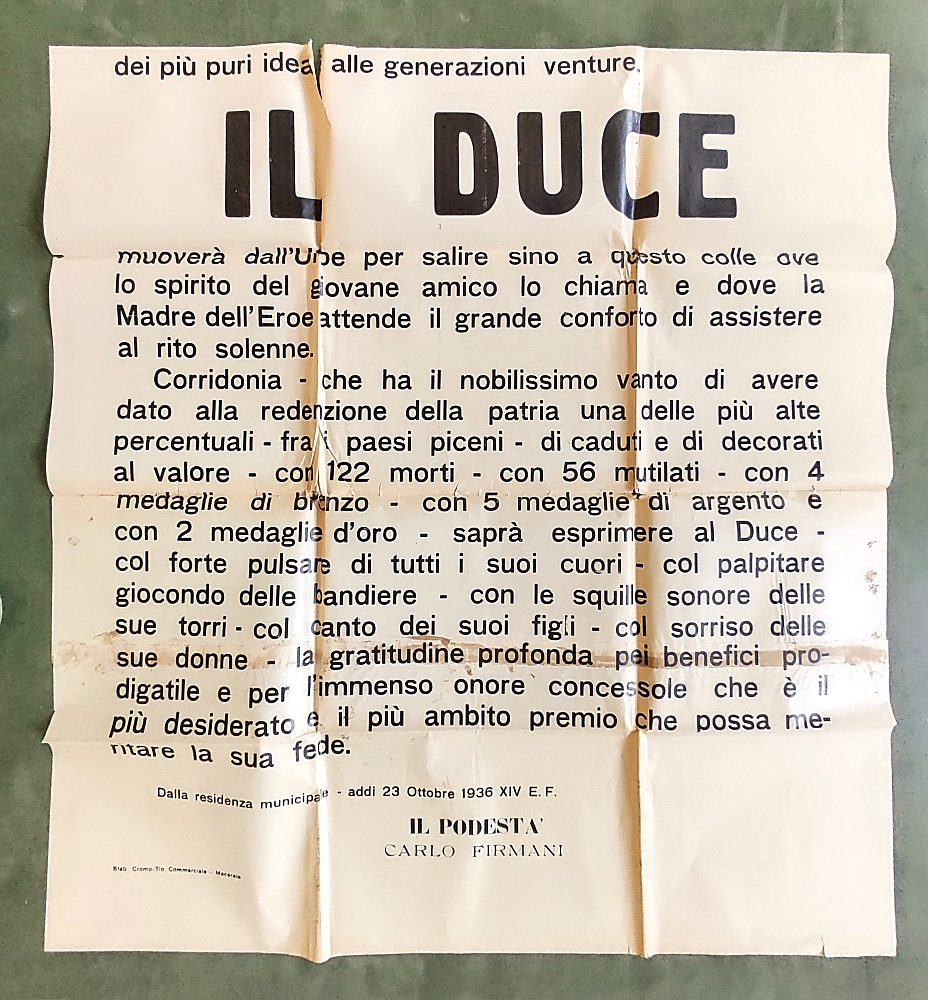 dei più puri idea alle generazioni venture.
IL DUCE
muoverà dall'Urbe per salire sino a questo colle ove
lo spirito del giovane amico lo chiama e dove la
Madre dell'Eroe attende il grande conforto di assistere
al rito solenne.
Corridonia - che ha il nobilissimo vanto di avere
dato alla redenzione della patria una delle più alte
percentuali - fra i paesi piceni - di caduti e di decorati
al valore - con 122 morti - con 56 mutilati - con 4
medaglie di bronzo - con 5 medaglie di argento e
con 2 medaglie d'oro - saprà esprimere al Duce -
col forte pulsare di tutti i suoi cuori - col palpitare
giocondo delle bandiere - con le squille sonore delle
sue torri - col canto dei suoi figli - col sorriso delle
sue donne - la gratitudine profonda pei benefici pro-
digatile e per l'immenso onore concessole che è il
più desiderato e il più ambito premio che possa me-
ritare la sua fede.
Dalla residenza municipale - addi 23 Ottobre 1936 XIV E. F.
IL PODESTA'
CARLO FIRMANI
Stab. Cromo-Tip. Commerciale - Macerata